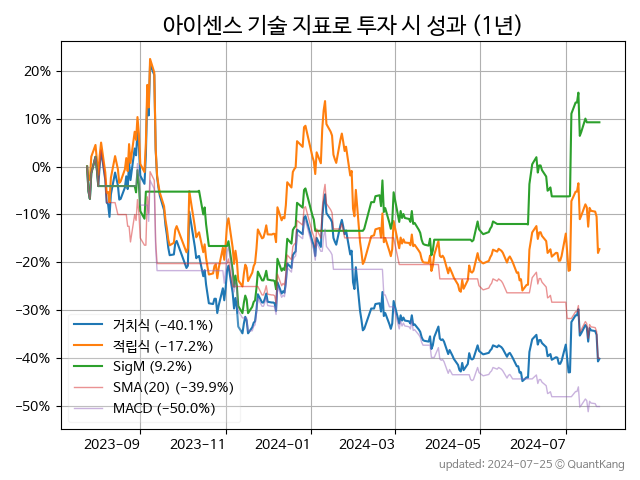 아이센스 기술 지표로 투자 시 성과 (1년)
20%
10%
0%
−10%
−20%
−30%
−40%
−50%
거치식 (−40.1%)
적립식 (−17.2%)
SigM (9.2%)
SMA(20) (−39.9%)
MACD (−50.0%)
2023-09 2023-11 2024-01 2024-03 2024-05 2024-07
updated: 2024-07-25 © QuantKang